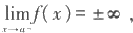 lim f( x ) = ± ∞ ,
x→a⁻